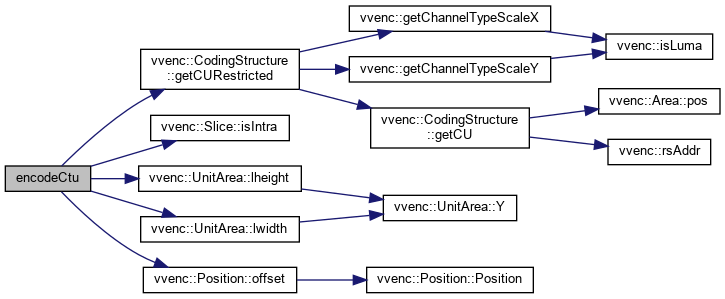 encodeCtu
vvenc::CodingStructure
::getCURestricted
vvenc::Slice::isIntra
vvenc::UnitArea::lheight
vvenc::UnitArea::lwidth
vvenc::Position::offset
vvenc::getChannelTypeScaleX
vvenc::getChannelTypeScaleY
vvenc::CodingStructure
::getCU
vvenc::UnitArea::Y
vvenc::Position::Position
vvenc::isLuma
vvenc::Area::pos
vvenc::rsAddr